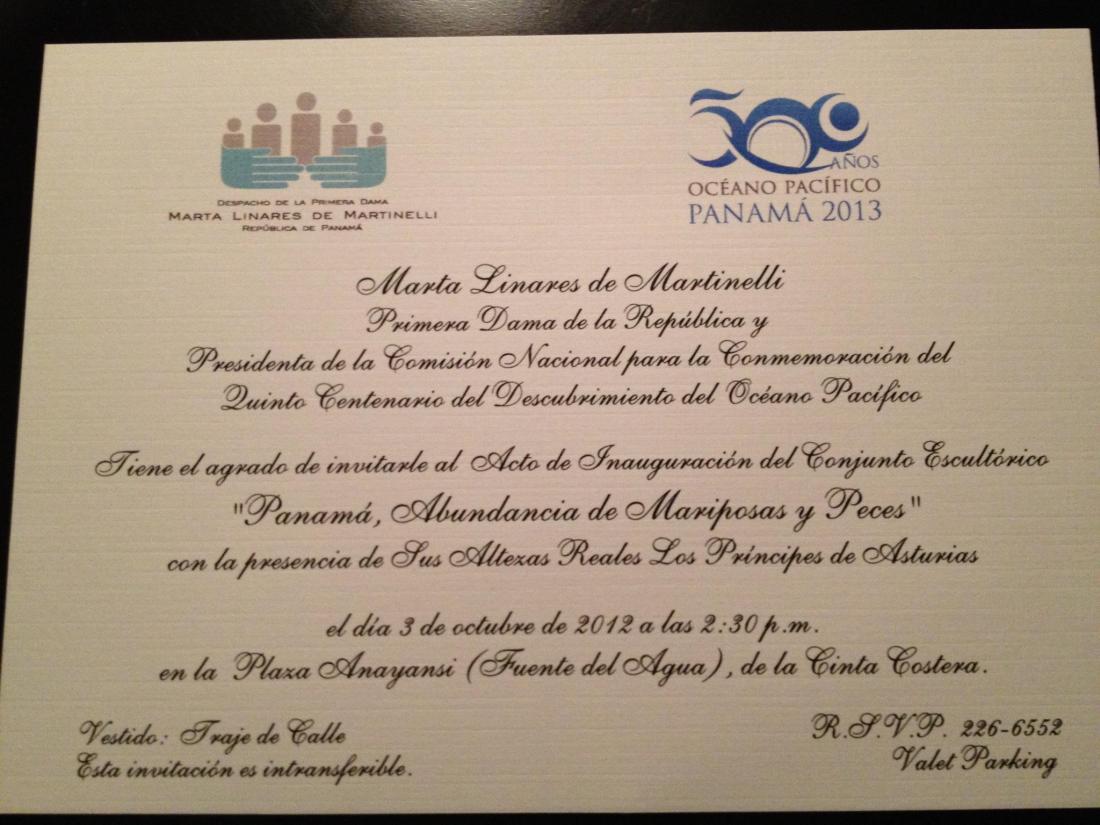 DESPACHO DE LA PRIMERA DAMA
MARTA LINARES DE MARTINELLI
REPÚBLICA DE PANAMÁ
500
AÑOS
OCÉANO PACÍFICO
PANAMÁ 2013
Marta Linares de Martinelli
Primera Dama de la República y
Presidenta de la Comisión Nacional para la Conmemoración del
Quinto Centenario del Descubrimiento del Océano Pacífico
Tiene el agrado de invitarle al Acto de Inauguración del Conjunto Escultórico
"Panamá, Abundancia de Mariposas y Peces"
con la presencia de Sus Altezas Reales Los Príncipes de Asturias
el día 3 de octubre de 2012 a las 2:30 p.m.
en la Plaza Anayansi (Fuente del Agua), de la Cinta Costera.
Vestido: Traje de Calle
Esta invitación es intransferible.
R.S.V.P. 226-6552
Valet Parking